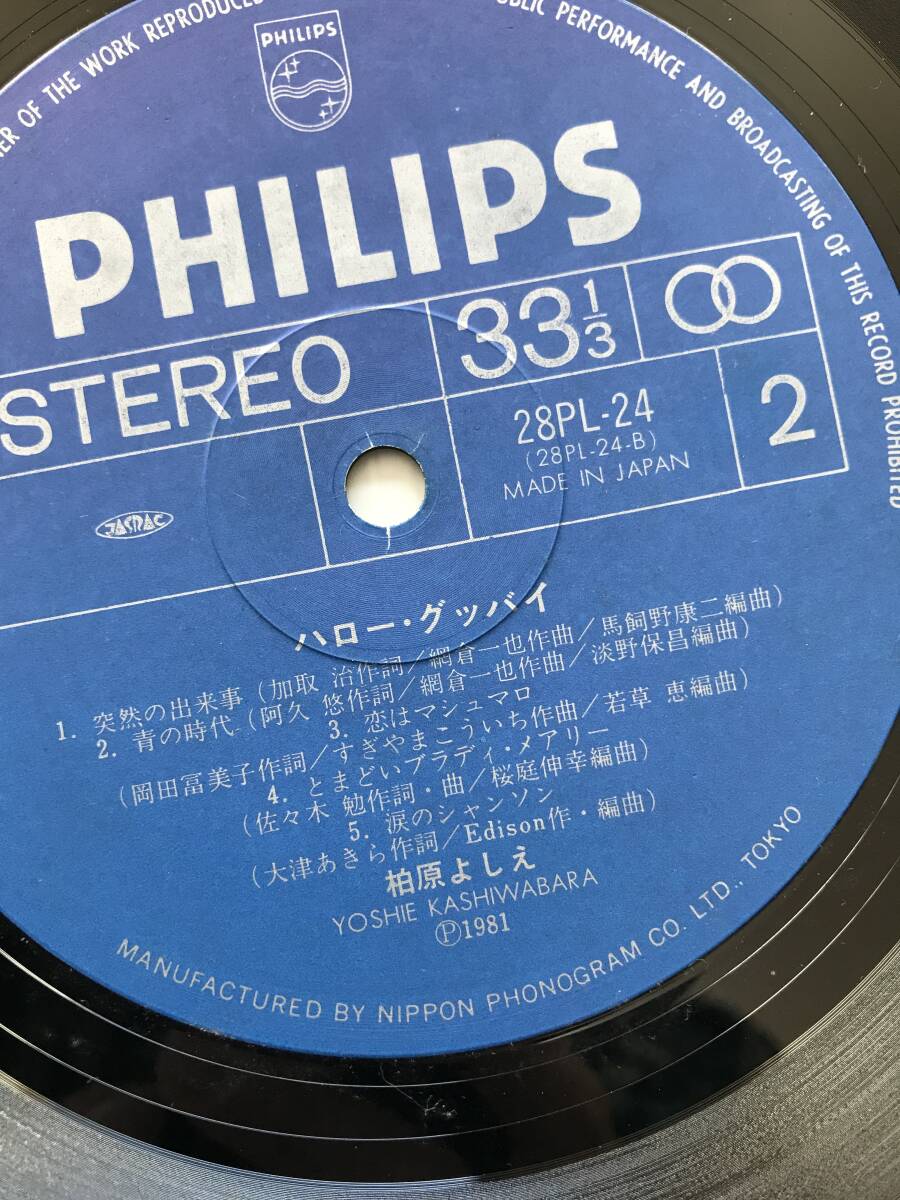 ER OF THE WORK REPRODUCED
PUBLIC PERFORMANCE AND BROADCASTING OF THIS RECORD PROHIBITED
PHILIPS
PHILIPS
STEREO
33 1/3
28PL-24
(28PL-24-B)
MADE IN JAPAN
2
JASRAC
ハロー・グッバイ
1. 突然の出来事 (加取 治作詞/網倉一也作曲/馬飼野康二編曲)
2. 青の時代 (阿久 悠作詞/網倉一也作曲/淡野保昌編曲)
3. 恋はマシュマロ
(岡田冨美子作詞/すぎやまこういち作曲/若草 恵編曲)
4. とまどいブラディ・メアリー
(佐々木 勉作詞・曲/桜庭伸幸編曲)
5. 涙のシャンソン
(大津あきら作詞/Edison作・編曲)
柏原よしえ
YOSHIE KASHIWABARA
Ⓟ1981
MANUFACTURED BY NIPPON PHONOGRAM CO. LTD., TOKYO